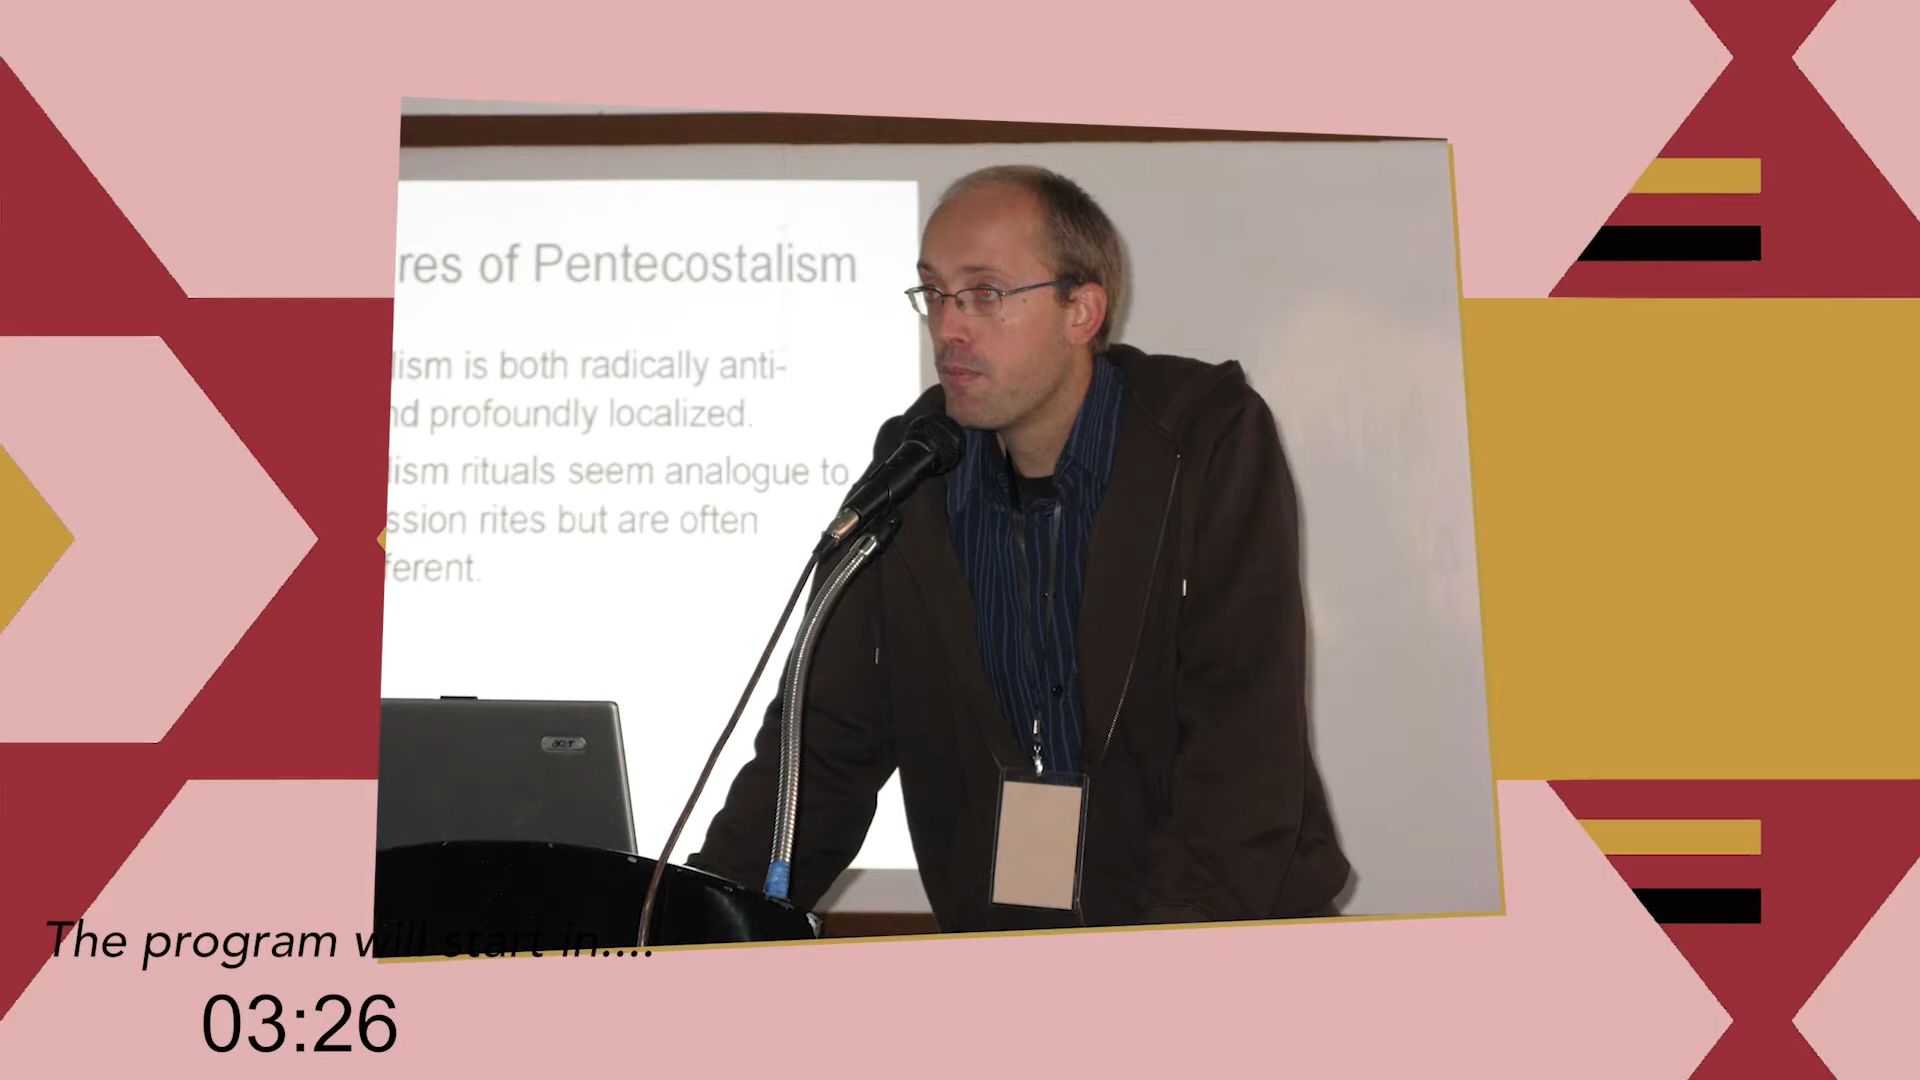 res of Pentecostalism
lism is both radically anti-
nd profoundly localized.
lism rituals seem analogue to
ssion rites but are often
ferent.
acer
The program will start in....
03:26